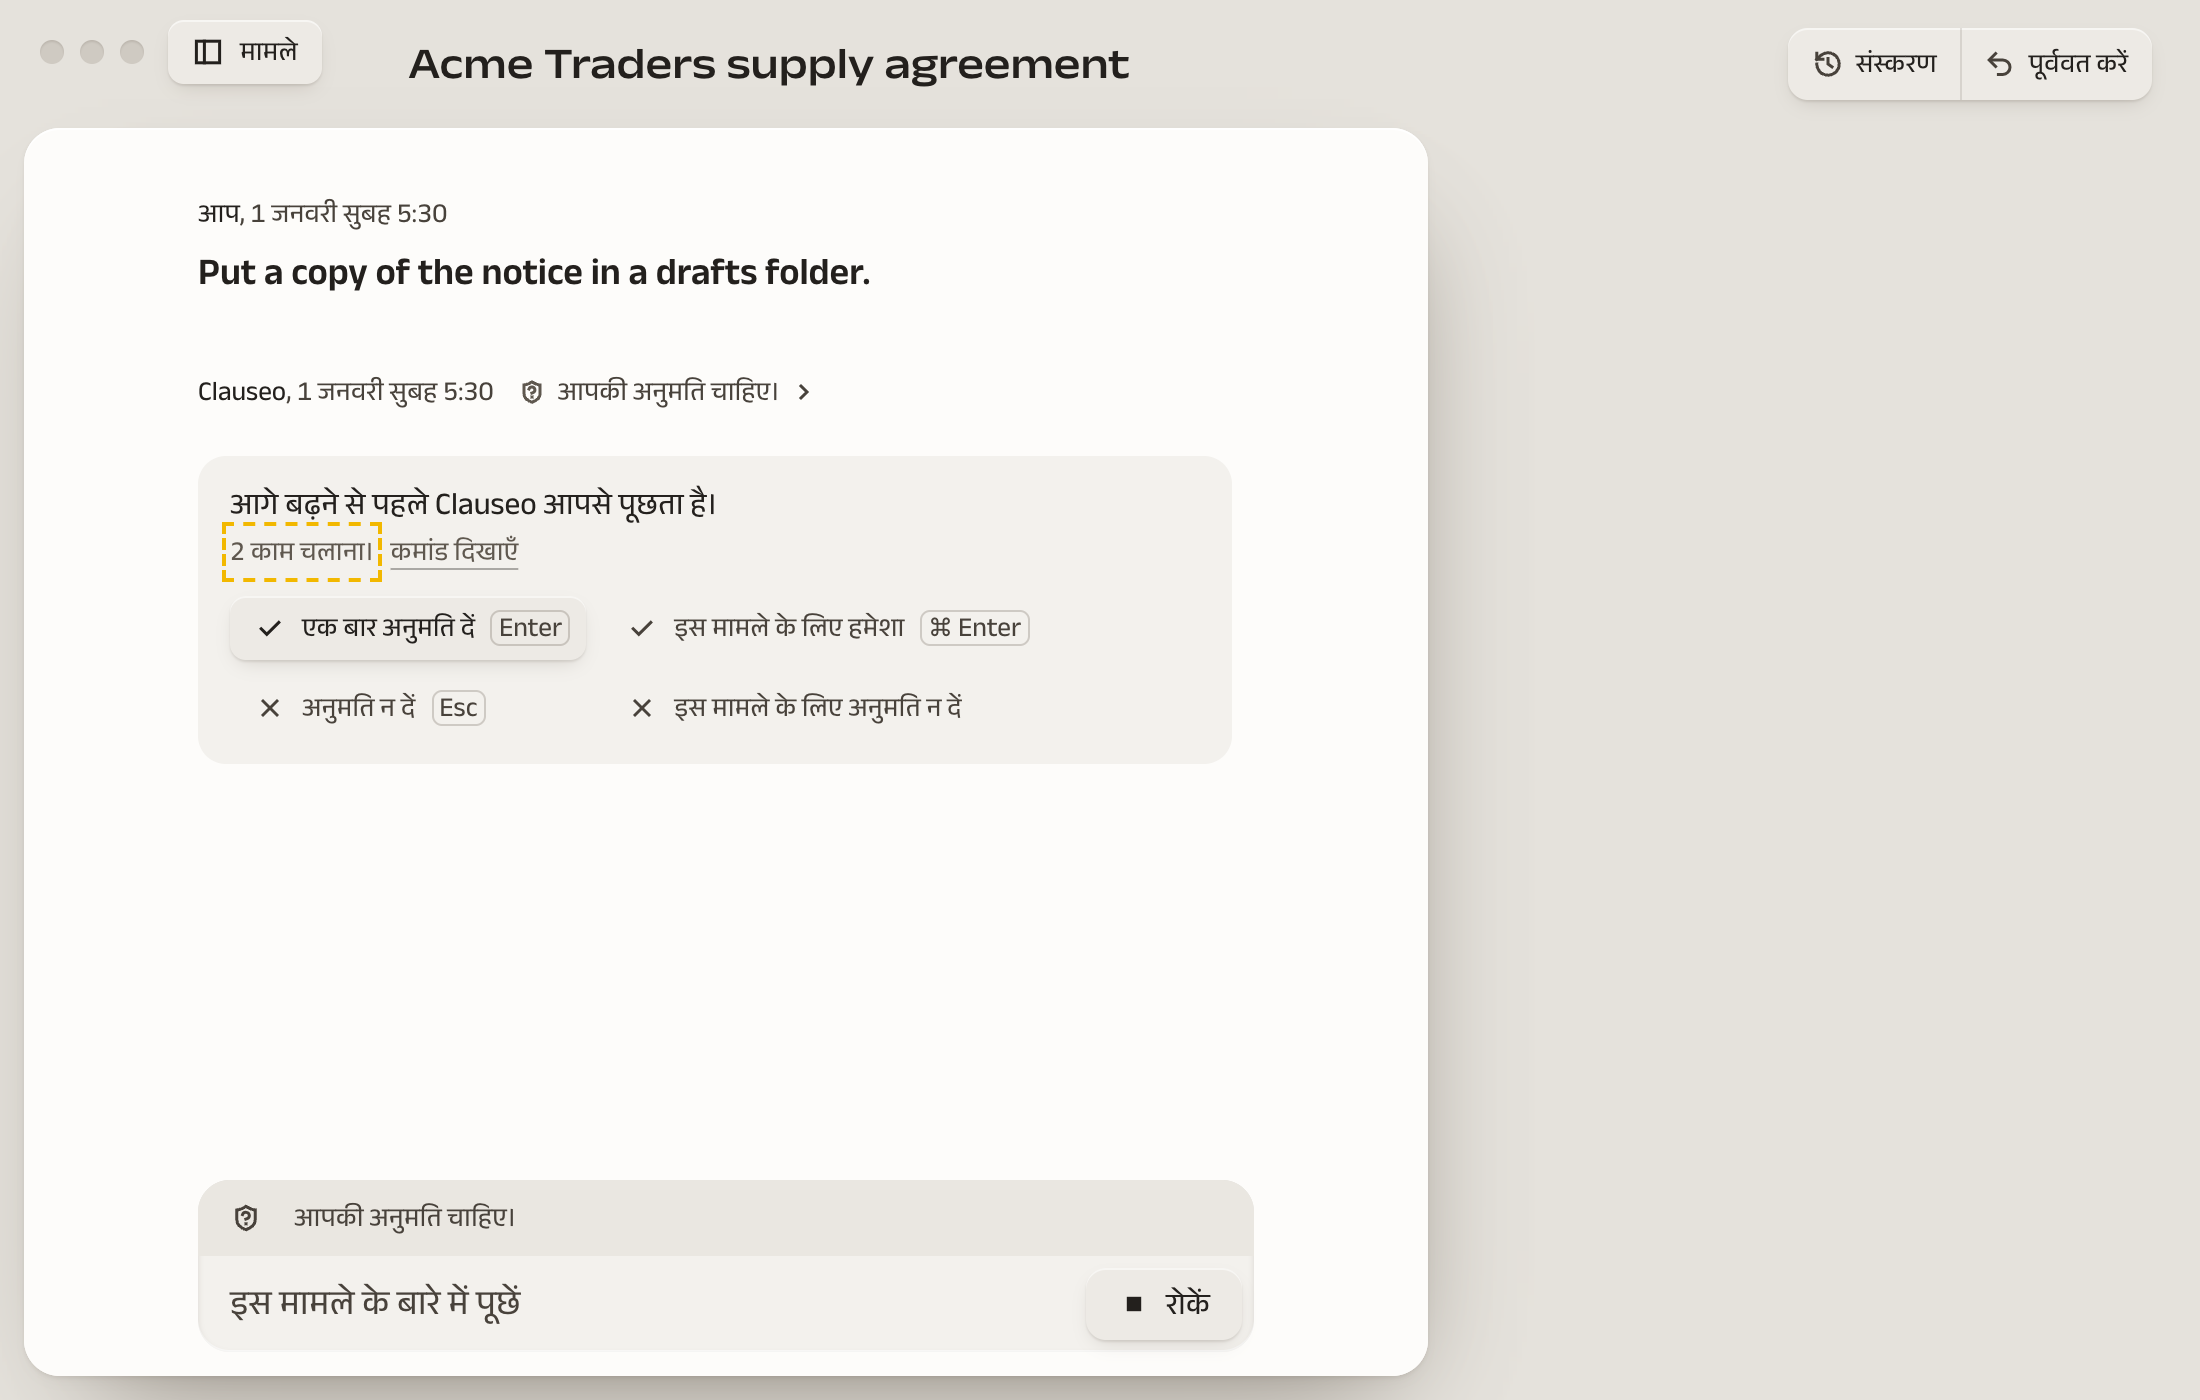 मामले
Acme Traders supply agreement
संस्करण
पूर्ववत करें
आप, 1 जनवरी सुबह 5:30
Put a copy of the notice in a drafts folder.
Clauseo, 1 जनवरी सुबह 5:30 आपकी अनुमति चाहिए।
आगे बढ़ने से पहले Clauseo आपसे पूछता है।
2 काम चलाना। कमांड दिखाएँ
एक बार अनुमति दें Enter
इस मामले के लिए हमेशा ⌘ Enter
अनुमति न दें Esc
इस मामले के लिए अनुमति न दें
आपकी अनुमति चाहिए।
इस मामले के बारे में पूछें
रोकें